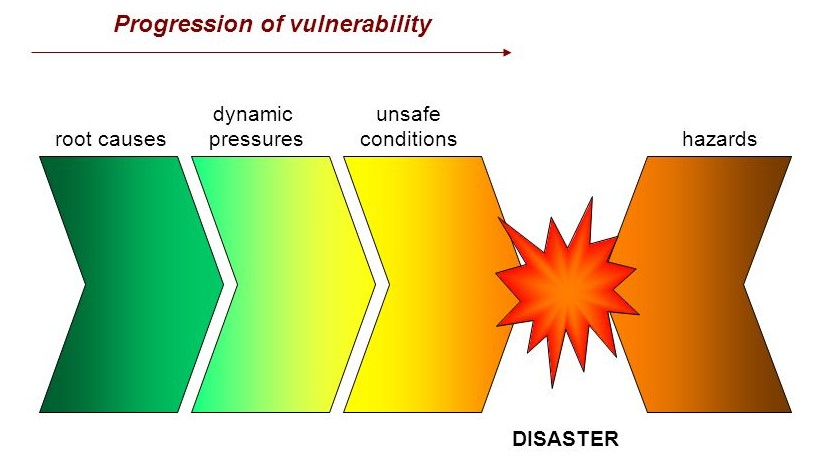 Progression of vulnerability
root causes
dynamic
pressures
unsafe
conditions
hazards
DISASTER